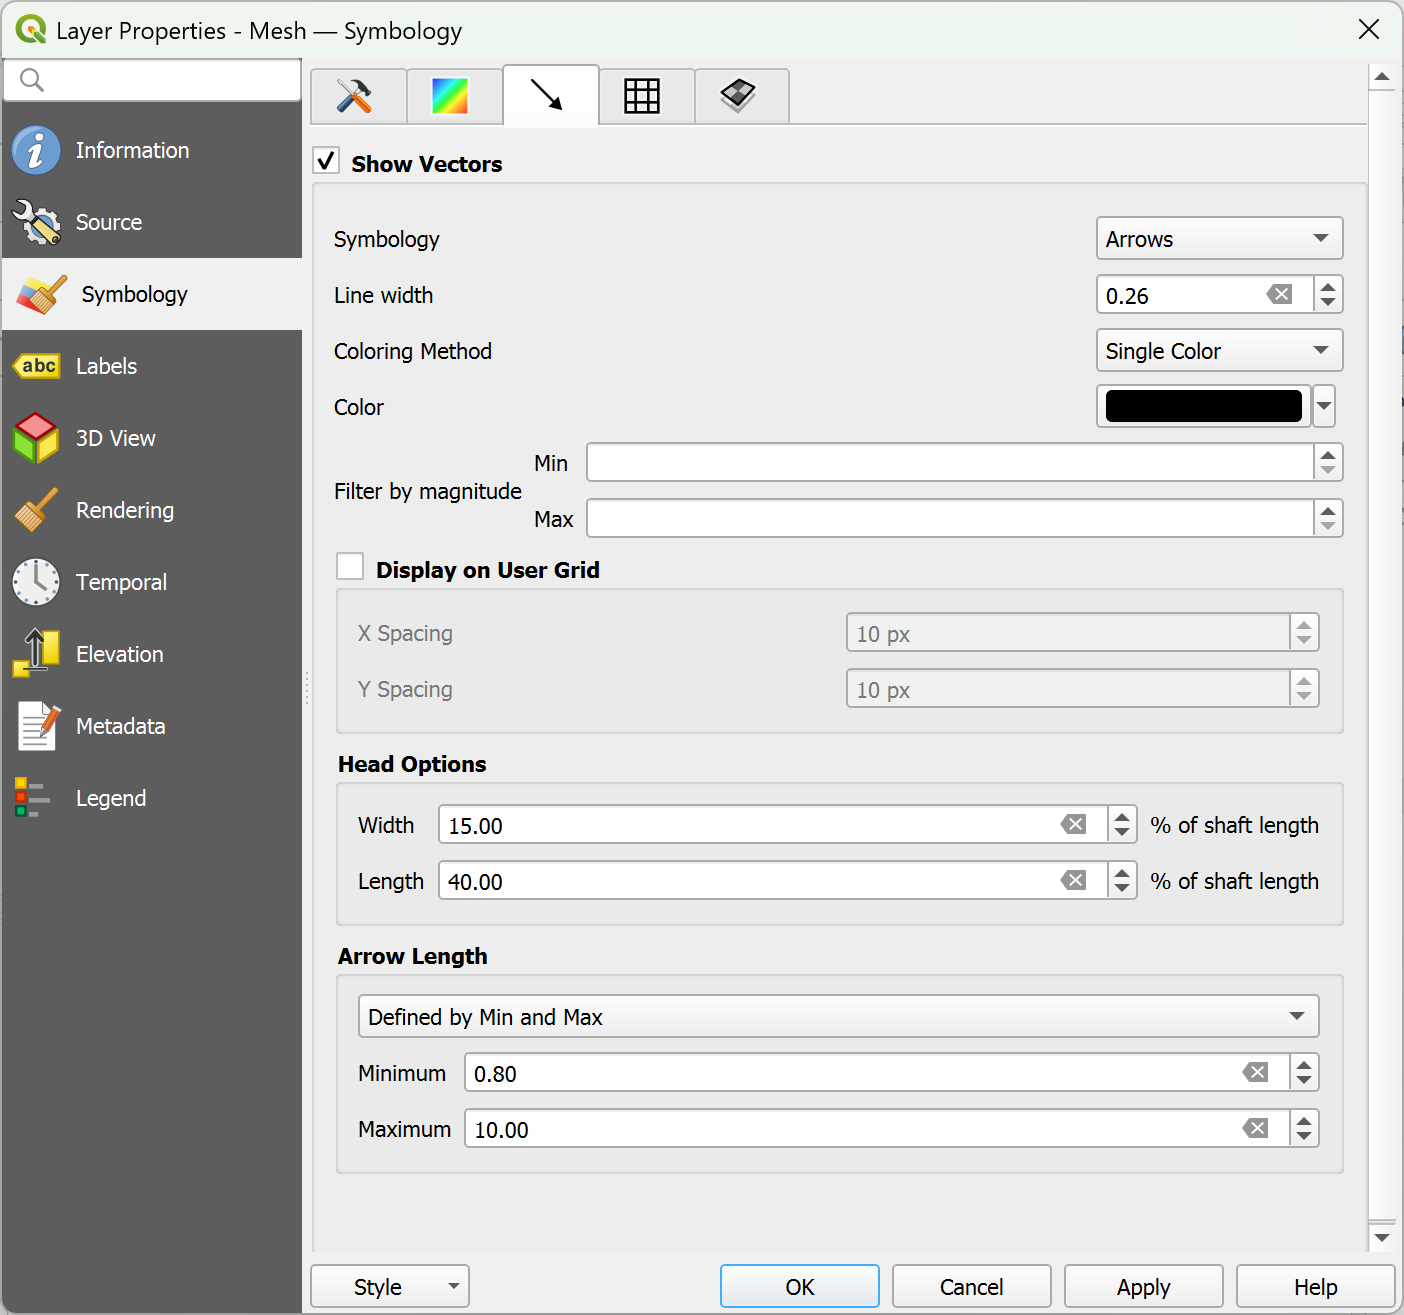 Layer Properties - Mesh — Symbology
Information
Source
Symbology
abc Labels
3D View
Rendering
Temporal
Elevation
Metadata
Legend
Show Vectors
Symbology Arrows
Line width 0.26
Coloring Method Single Color
Color
Filter by magnitude
Min
Max
Display on User Grid
X Spacing 10 px
Y Spacing 10 px
Head Options
Width 15.00 % of shaft length
Length 40.00 % of shaft length
Arrow Length
Defined by Min and Max
Minimum 0.80
Maximum 10.00
Style OK Cancel Apply Help